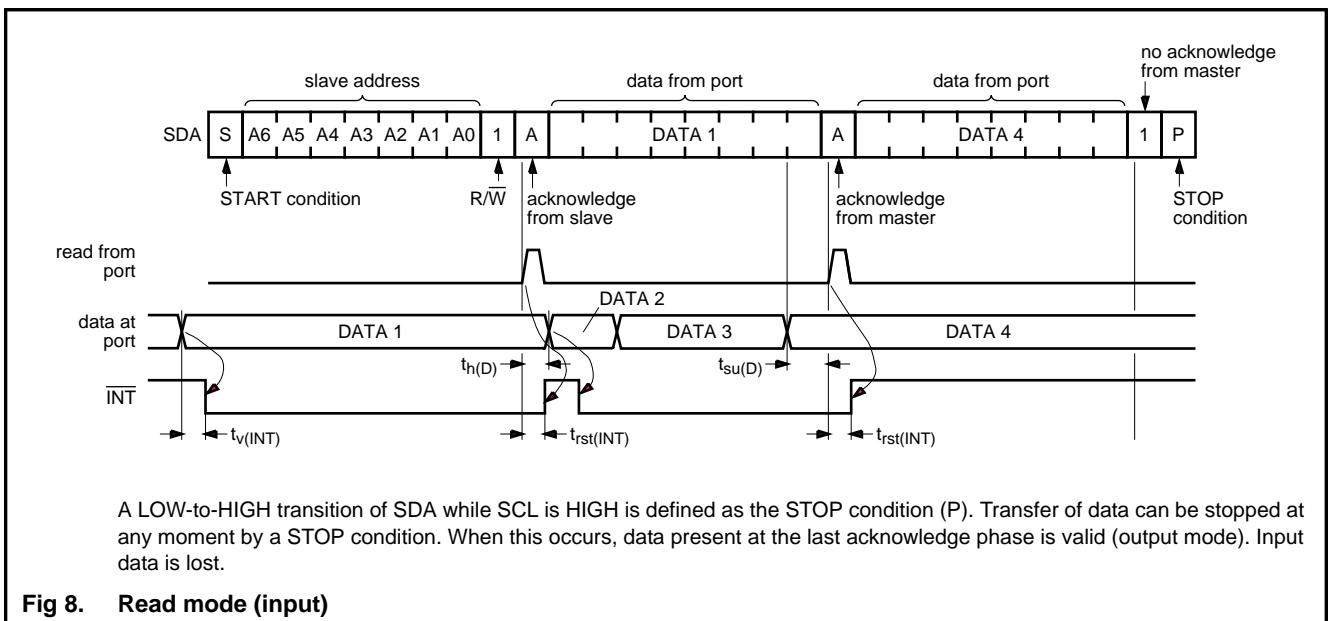 no acknowledge
from master
slave address
data from port
data from port
SDA S A6 A5 A4 A3 A2 A1 A0 1 A DATA 1 A DATA 4 1 P
START condition
R/W̅
acknowledge
from slave
acknowledge
from master
STOP
condition
read from
port
DATA 2
data at
port
DATA 1
DATA 3
DATA 4
th(D)
tsu(D)
I̅N̅T̅
tv(INT)
trst(INT)
trst(INT)
A LOW-to-HIGH transition of SDA while SCL is HIGH is defined as the STOP condition (P). Transfer of data can be stopped at
any moment by a STOP condition. When this occurs, data present at the last acknowledge phase is valid (output mode). Input
data is lost.
Fig 8. Read mode (input)